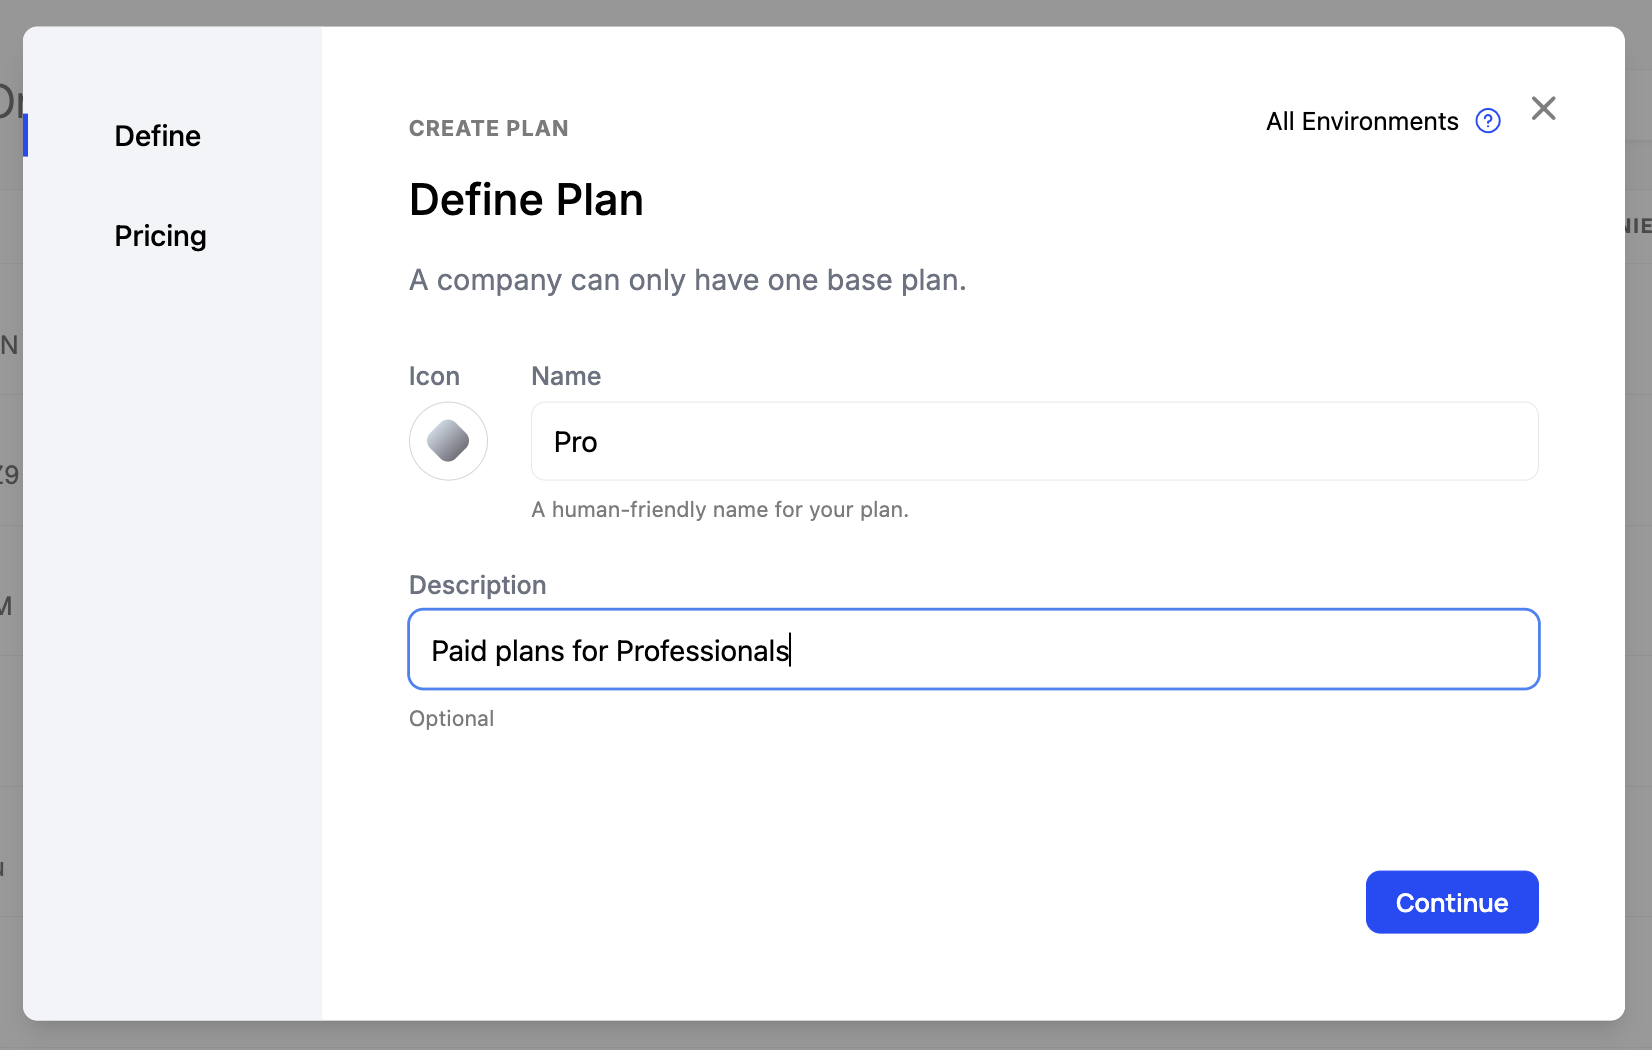 Define
Pricing
CREATE PLAN
All Environments
Define Plan
A company can only have one base plan.
Icon
Name
Pro
A human-friendly name for your plan.
Description
Paid plans for Professionals
Optional
Continue